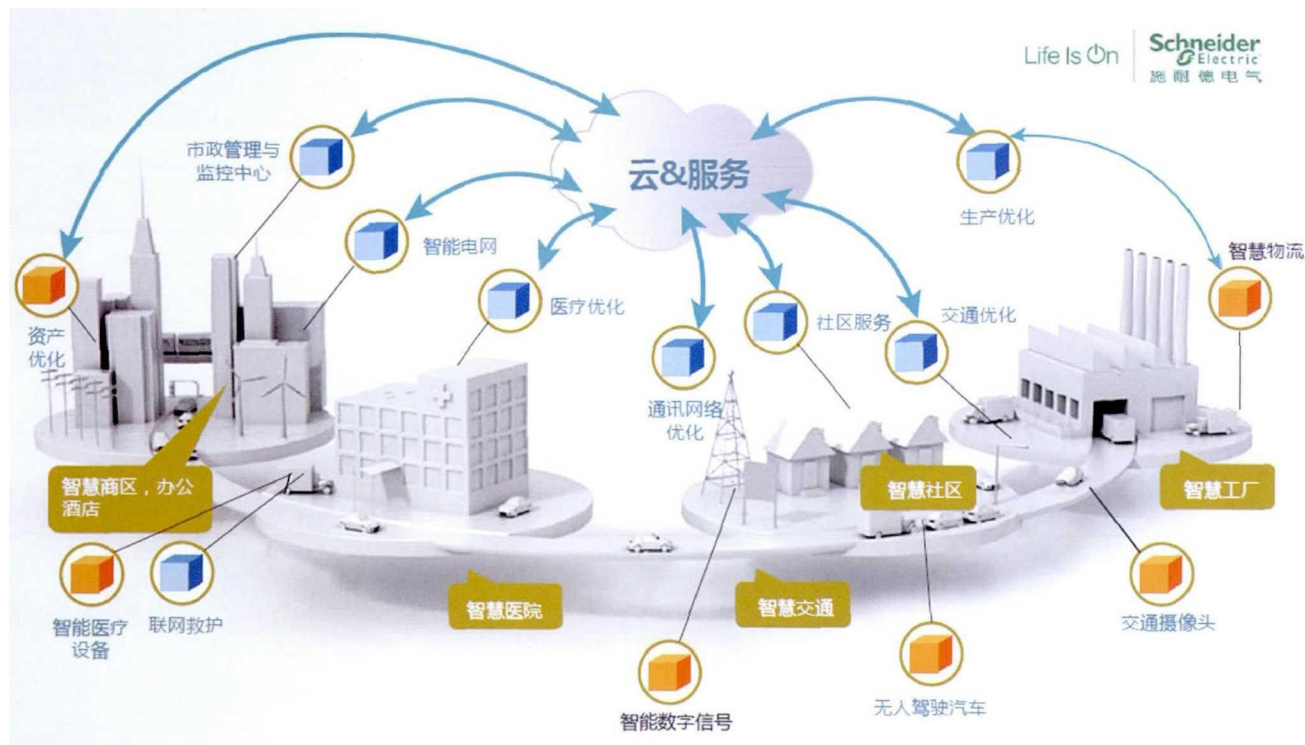 Life Is On
Schneider
Electric
施耐德电气
市政管理与
监控中心
云&服务
生产优化
智能电网
智慧物流
资产
优化
医疗优化
社区服务
交通优化
通讯网络
优化
智慧商区，办公
酒店
智慧社区
智慧工厂
智能医疗
设备
联网救护
智慧医院
智慧交通
交通摄像头
智能数字信号
无人驾驶汽车